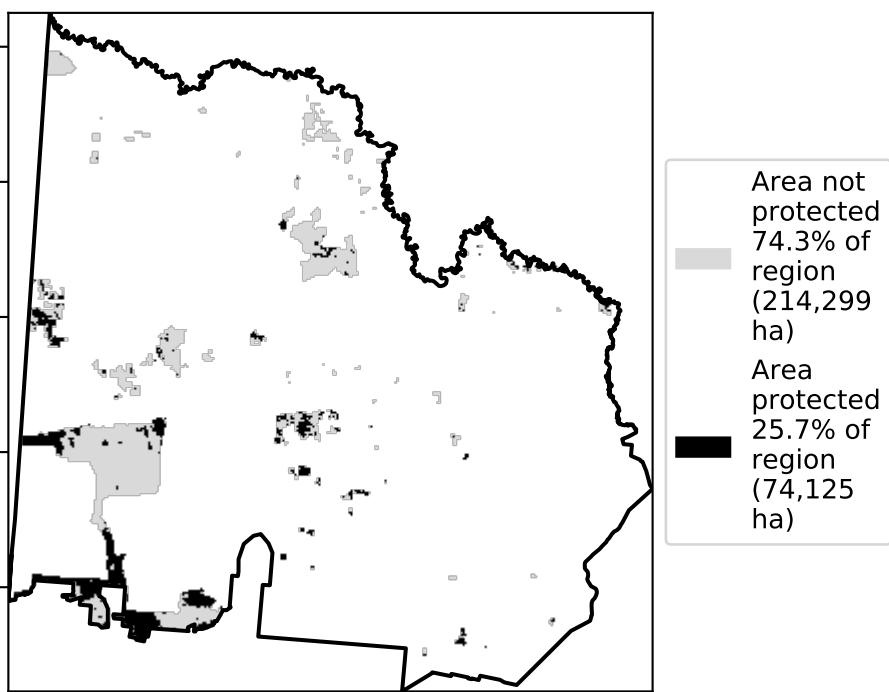 Area not
protected
74.3% of
region
(214,299
ha)
Area
protected
25.7% of
region
(74,125
ha)